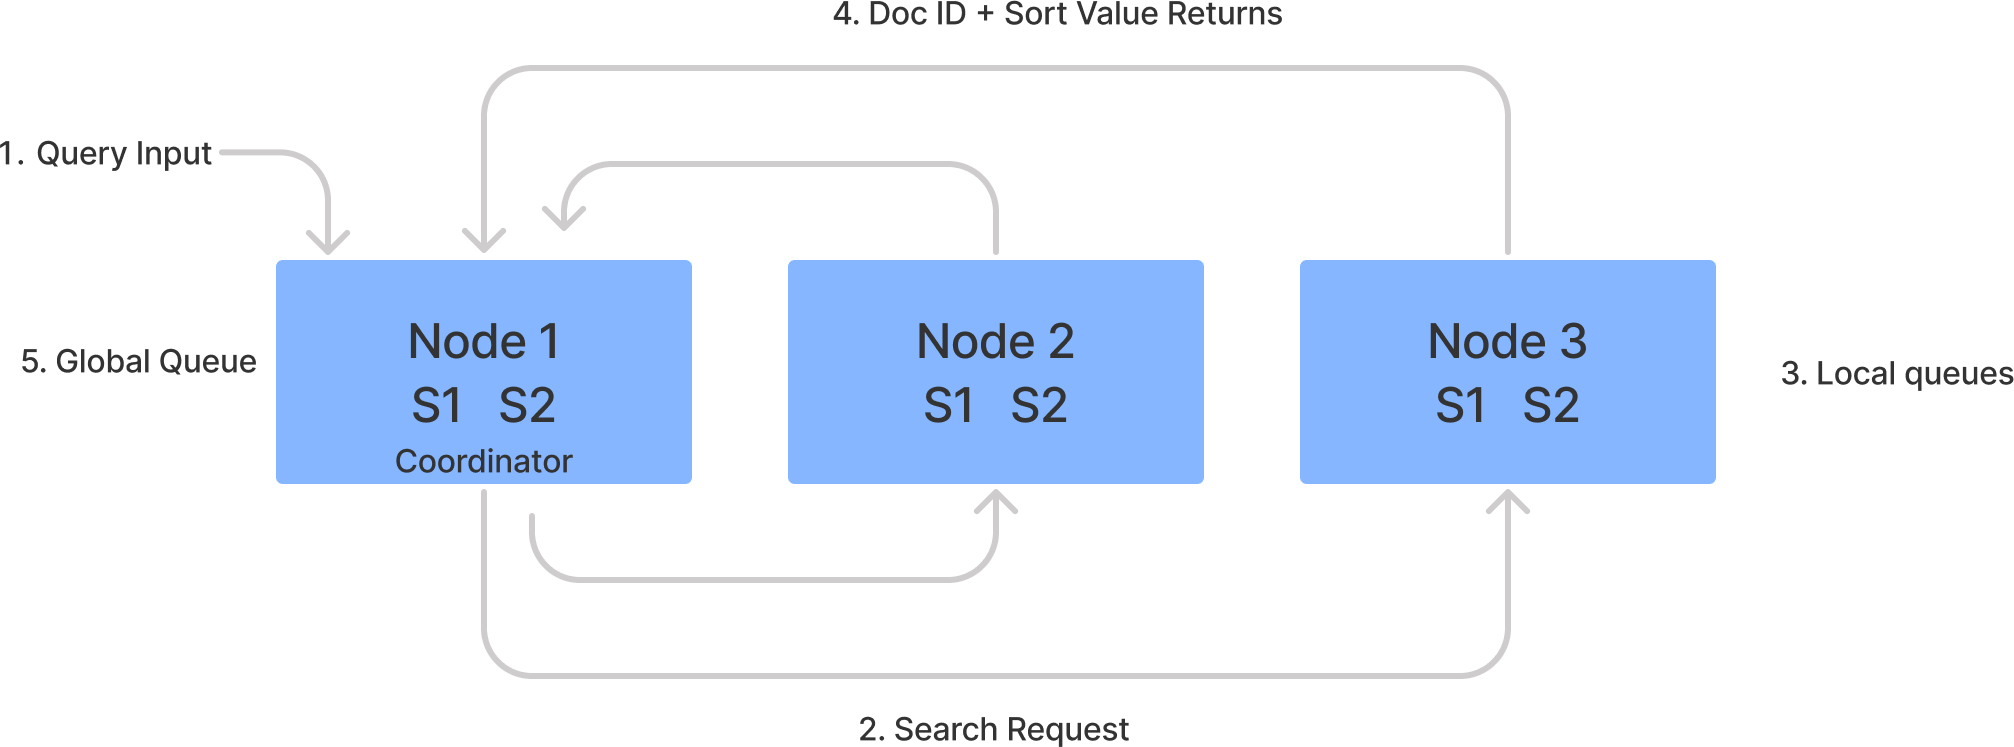 4. Doc ID + Sort Value Returns
1. Query Input
Node 1
S1 S2
Coordinator
Node 2
S1 S2
Node 3
S1 S2
5. Global Queue
3. Local queues
2. Search Request